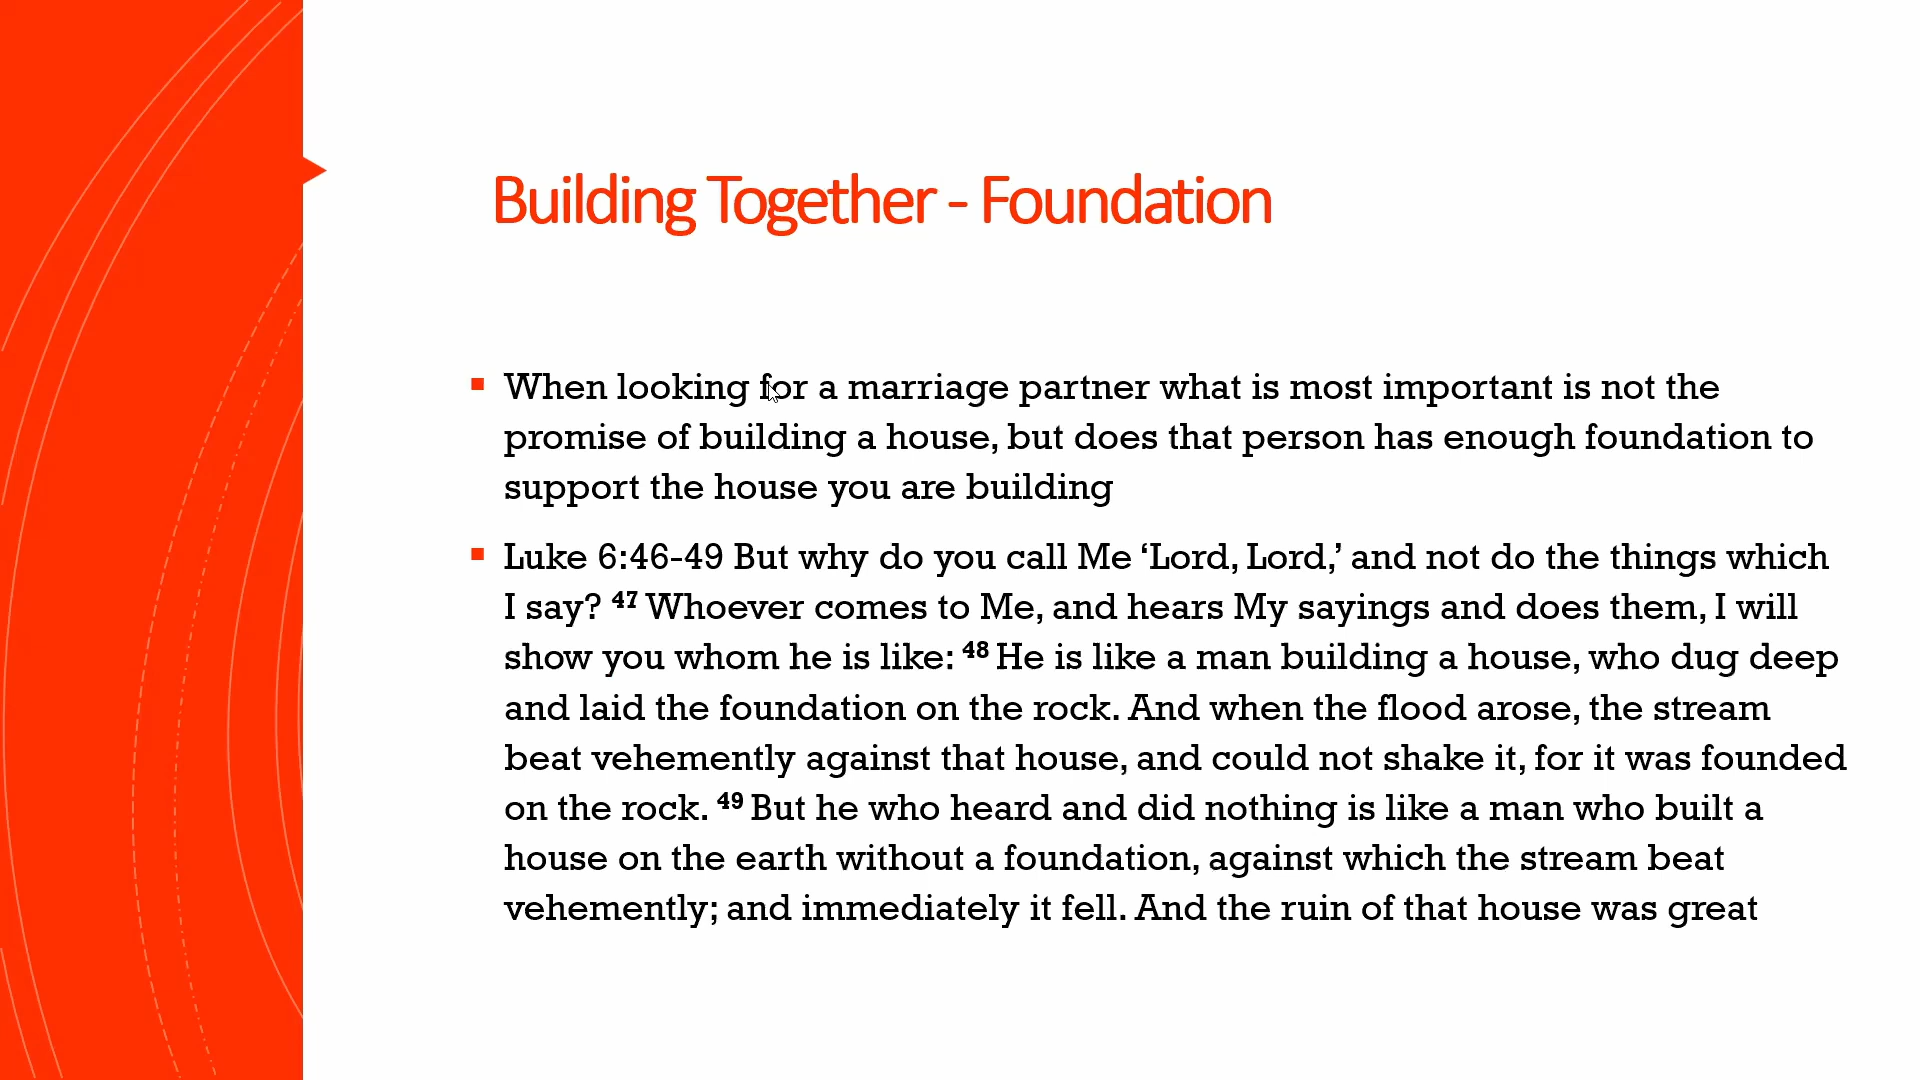 Building Together - Foundation
When looking for a marriage partner what is most important is not the
promise of building a house, but does that person has enough foundation to
support the house you are building
Luke 6:46-49 But why do you call Me ‘Lord, Lord,’ and not do the things which
I say? 47 Whoever comes to Me, and hears My sayings and does them, I will
show you whom he is like: 48 He is like a man building a house, who dug deep
and laid the foundation on the rock. And when the flood arose, the stream
beat vehemently against that house, and could not shake it, for it was founded
on the rock. 49 But he who heard and did nothing is like a man who built a
house on the earth without a foundation, against which the stream beat
vehemently; and immediately it fell. And the ruin of that house was great